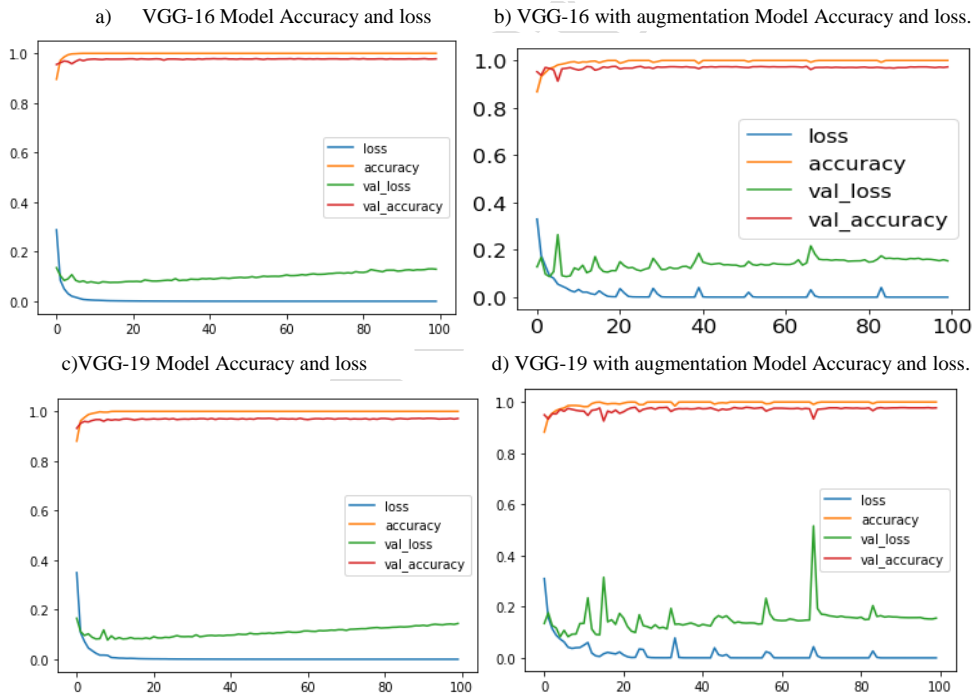 a) VGG-16 Model Accuracy and loss
b) VGG-16 with augmentation Model Accuracy and loss.
1.0
0.8
0.6
0.4
0.2
0.0
0 20 40 60 80 100
loss
accuracy
val_loss
val_accuracy
1.0
0.8
0.6
0.4
0.2
0.0
0 20 40 60 80 100
loss
accuracy
val_loss
val_accuracy
c)VGG-19 Model Accuracy and loss
d) VGG-19 with augmentation Model Accuracy and loss.
1.0
0.8
0.6
0.4
0.2
0.0
0 20 40 60 80 100
loss
accuracy
val_loss
val_accuracy
1.0
0.8
0.6
0.4
0.2
0.0
0 20 40 60 80 100
loss
accuracy
val_loss
val_accuracy